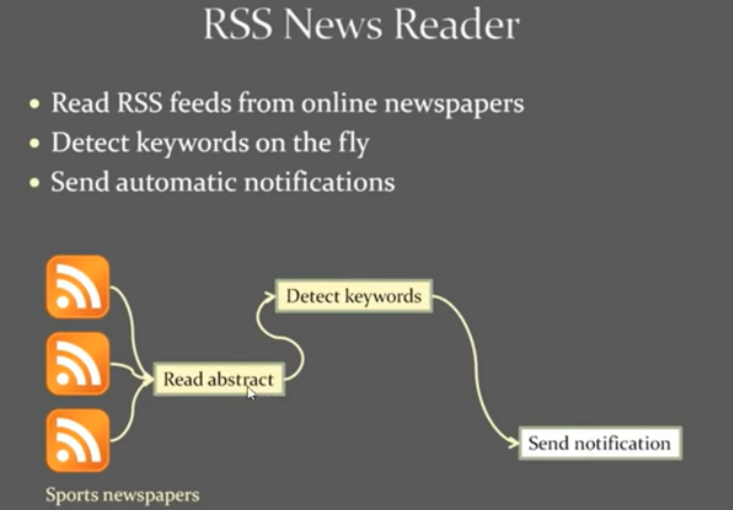 RSS News Reader
• Read RSS feeds from online newspapers
• Detect keywords on the fly
• Send automatic notifications
Detect keywords
Read abstract
Send notification
Sports newspapers